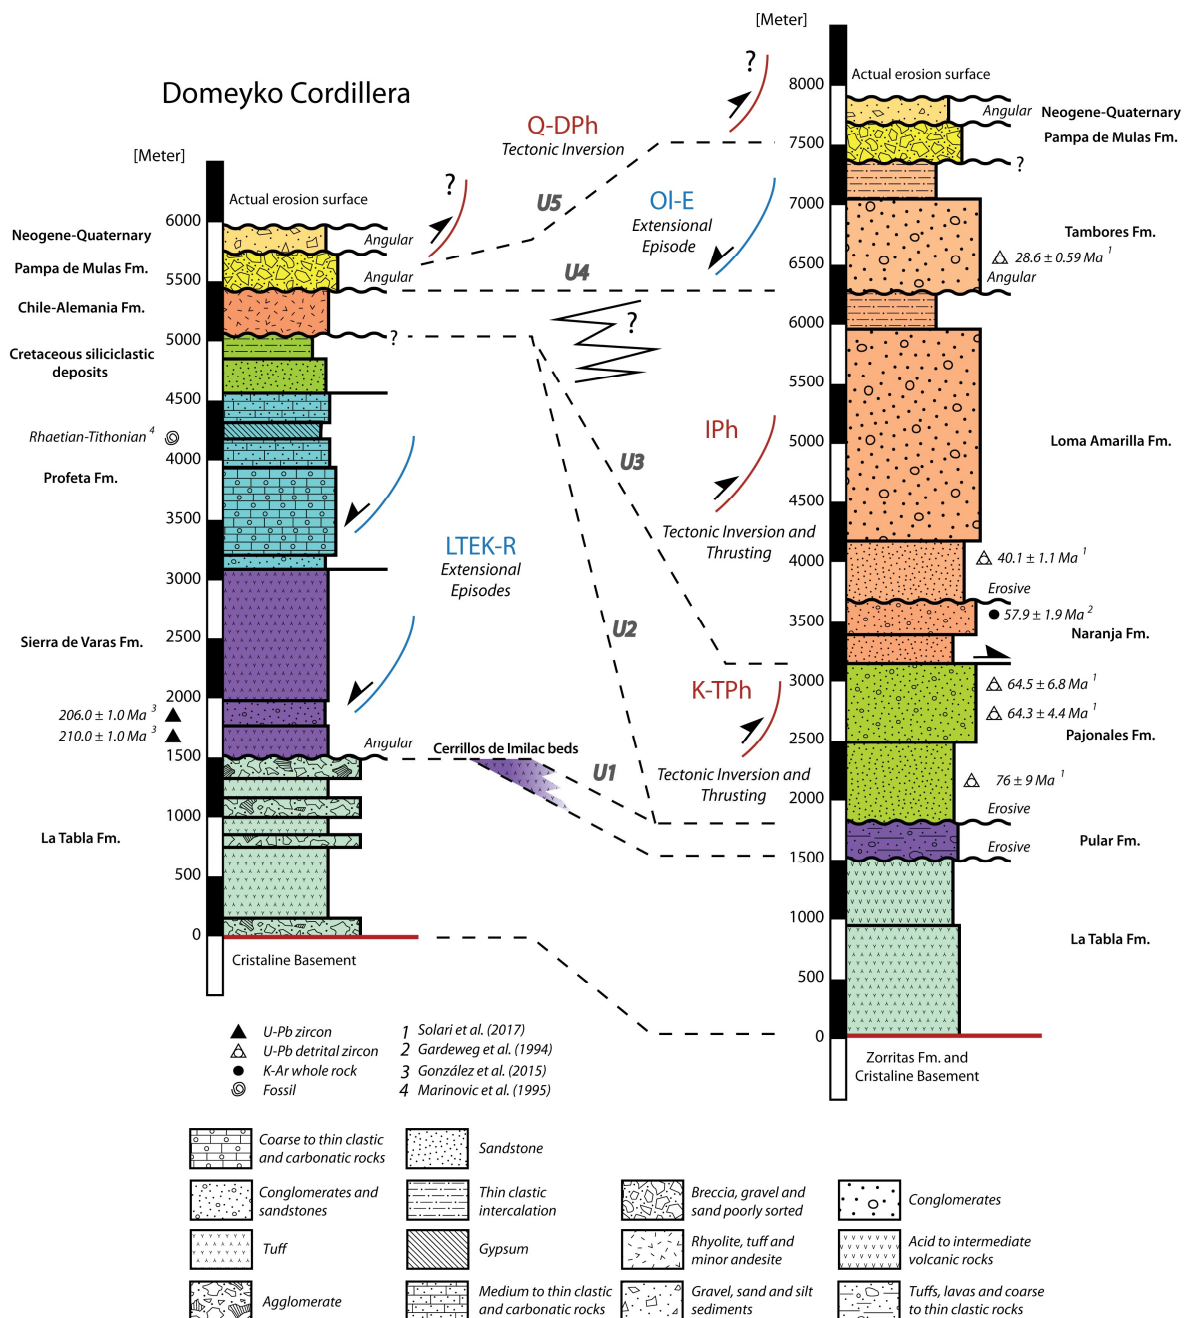 Domeyko Cordillera
[Meter]
Actual erosion surface
6000
5500
5000
4500
4000
3500
3000
2500
2000
1500
1000
500
0
Neogene-Quaternary
Angular
Pampa de Mulas Fm.
Angular
Chile-Alemania Fm.
?
Cretaceous siliciclastic
deposits
Rhaetian-Tithonian 4
Profeta Fm.
Sierra de Varas Fm.
206.0 ± 1.0 Ma 3
210.0 ± 1.0 Ma 3
Angular
La Tabla Fm.
Cristaline Basement
?
Q-DPh
Tectonic Inversion
U5
?
Ol-E
Extensional
Episode
U4
?
IPh
U3
Tectonic Inversion and
Thrusting
LTEK-R
Extensional
Episodes
U2
K-TPh
Cerrillos de Imilac beds
U1
Tectonic Inversion and
Thrusting
[Meter]
8000
7500
7000
6500
6000
5500
5000
4500
4000
3500
3000
2500
2000
1500
1000
500
0
Actual erosion surface
Angular
Neogene-Quaternary
Pampa de Mulas Fm.
?
Tambores Fm.
28.6 ± 0.59 Ma 1
Angular
Loma Amarilla Fm.
40.1 ± 1.1 Ma 1
Erosive
57.9 ± 1.9 Ma 2
Naranja Fm.
64.5 ± 6.8 Ma 1
64.3 ± 4.4 Ma 1
Pajonales Fm.
76 ± 9 Ma 1
Erosive
Pular Fm.
Erosive
La Tabla Fm.
Zorritas Fm. and
Cristaline Basement
U-Pb zircon
U-Pb detrital zircon
K-Ar whole rock
Fossil
1 Solari et al. (2017)
2 Gardeweg et al. (1994)
3 González et al. (2015)
4 Marinovic et al. (1995)
Coarse to thin clastic
and carbonatic rocks
Sandstone
Conglomerates and
sandstones
Thin clastic
intercalation
Breccia, gravel and
sand poorly sorted
Conglomerates
Tuff
Gypsum
Rhyolite, tuff and
minor andesite
Acid to intermediate
volcanic rocks
Agglomerate
Medium to thin clastic
and carbonatic rocks
Gravel, sand and silt
sediments
Tuffs, lavas and coarse
to thin clastic rocks